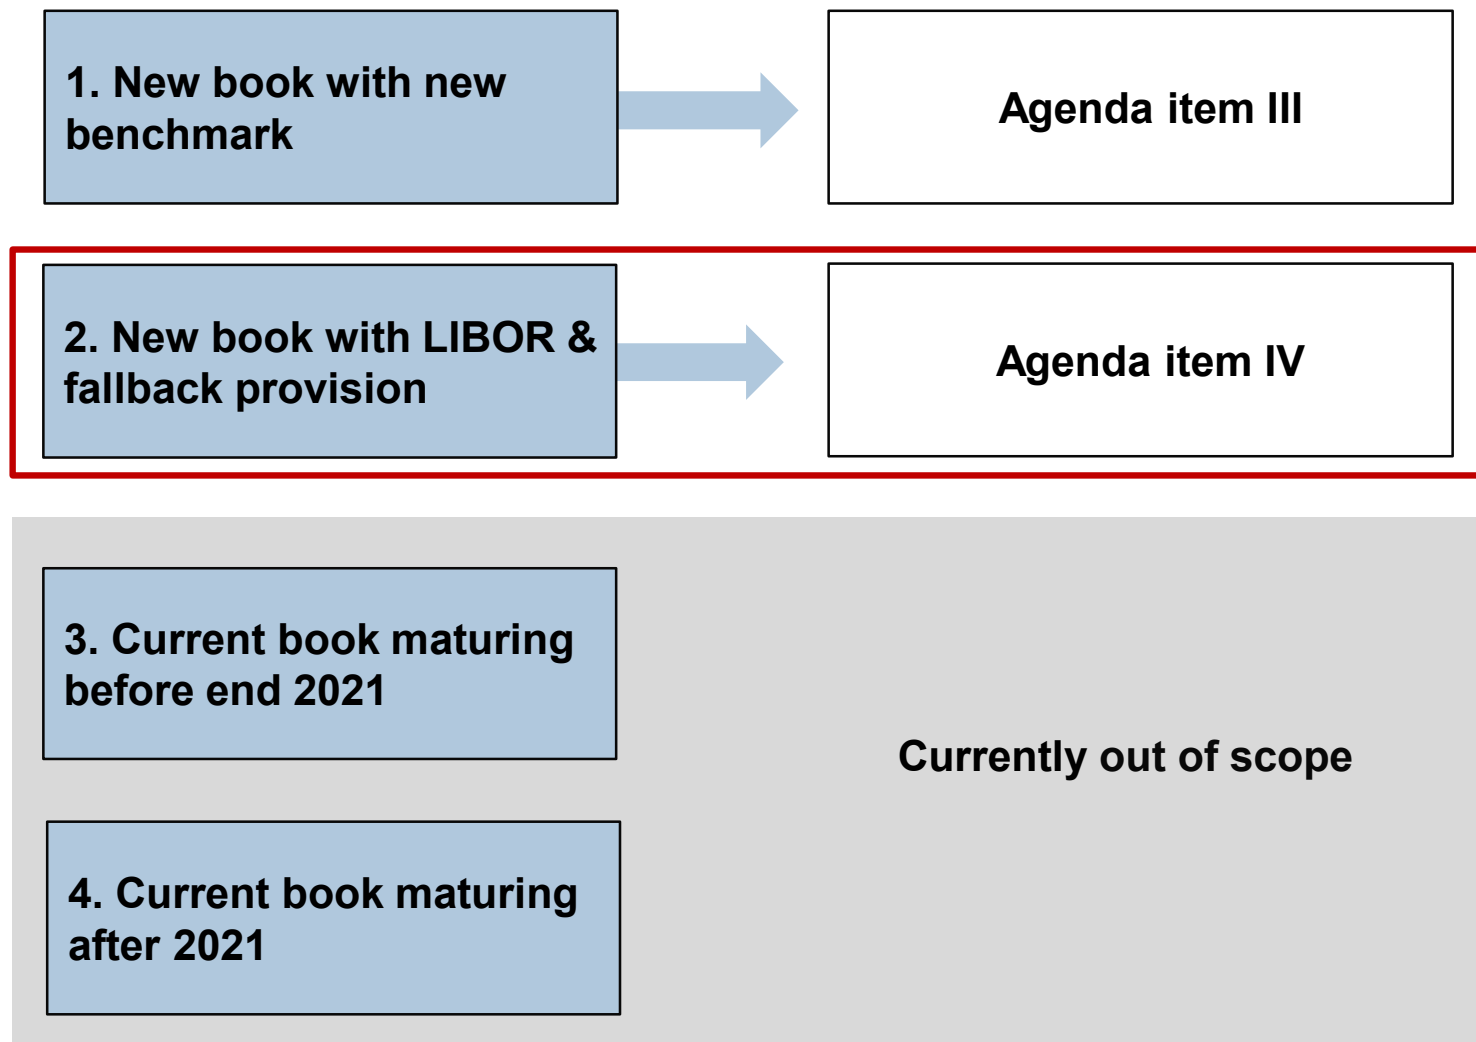 1. New book with new
benchmark
Agenda item III
2. New book with LIBOR &
fallback provision
Agenda item IV
3. Current book maturing
before end 2021
Currently out of scope
4. Current book maturing
after 2021